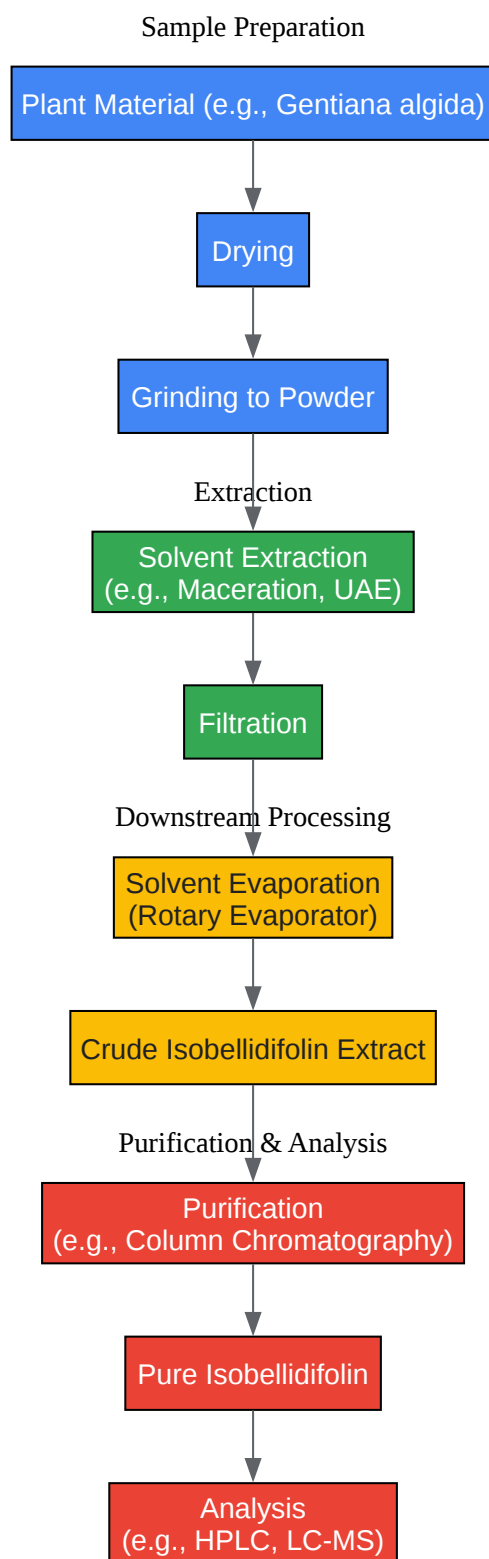 Sample Preparation
Plant Material (e.g., Gentiana algida)
Drying
Grinding to Powder
Extraction
Solvent Extraction
(e.g., Maceration, UAE)
Filtration
Downstream Processing
Solvent Evaporation
(Rotary Evaporator)
Crude Isobellidifolin Extract
Purification & Analysis
Purification
(e.g., Column Chromatography)
Pure Isobellidifolin
Analysis
(e.g., HPLC, LC-MS)